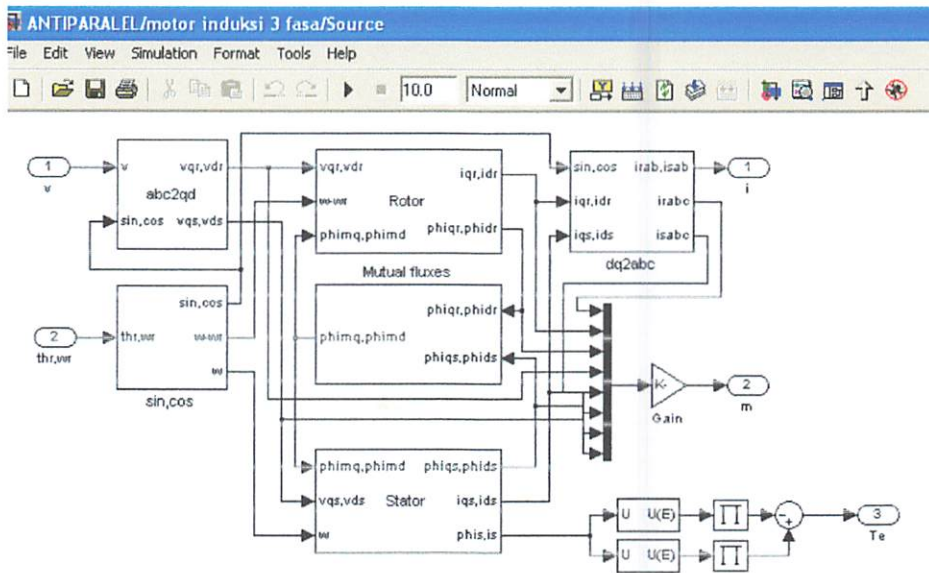 ANTIPARALEL/motor induksi 3 fasa/Source
File Edit View Simulation Format Tools Help
10.0 Normal
1
v
v vqr,vdr
abc2qd
sin,cos vqs,vds
vqr,vdr iqr,idr
w-wr Rotor
phimq,phimd phiqr,phidr
sin,cos irab,isab
iqr,idr irabc
iqs,ids isabc
dq2abc
1
i
Mutual fluxes
phiqr,phidr
phimq,phimd
phiqs,phids
2
thr,wr
sin,cos
thr,wr w-wr
w
sin,cos
K-
Gain
2
m
phimq,phimd phiqs,phids
vqs,vds Stator iqs,ids
w phis,is
U U(E)
U U(E)
3
Te